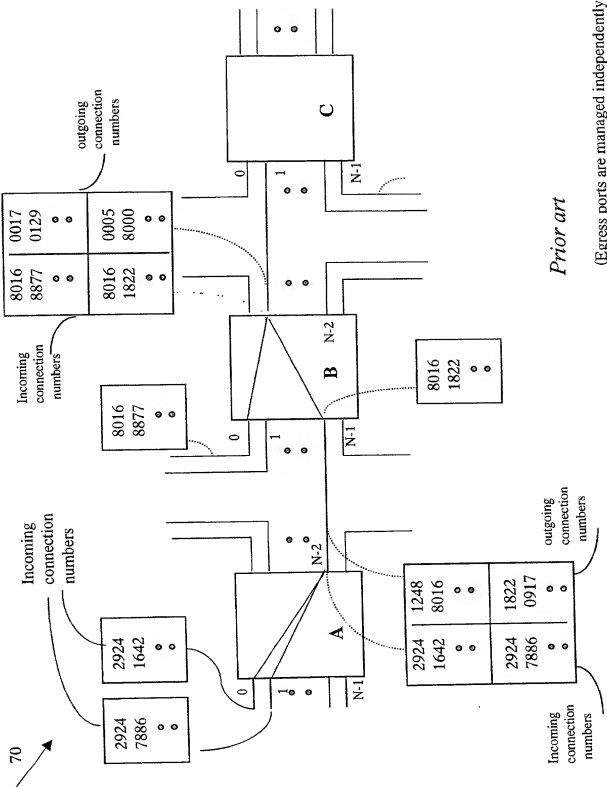 70
Incoming
connection
numbers
2924
7886
2924
1642
0
1
N-1
A
N-2
2924 1248
1642 8016
2924 1822
7886 0917
Incoming
connection
numbers
outgoing
connection
numbers
8016
8877
0
1
N-1
B
N-2
8016
1822
Incoming
connection
numbers
8016 0017
8877 0129
8016 0005
1822 8000
outgoing
connection
numbers
0
1
N-1
C
Prior art
(Egress ports are managed independently